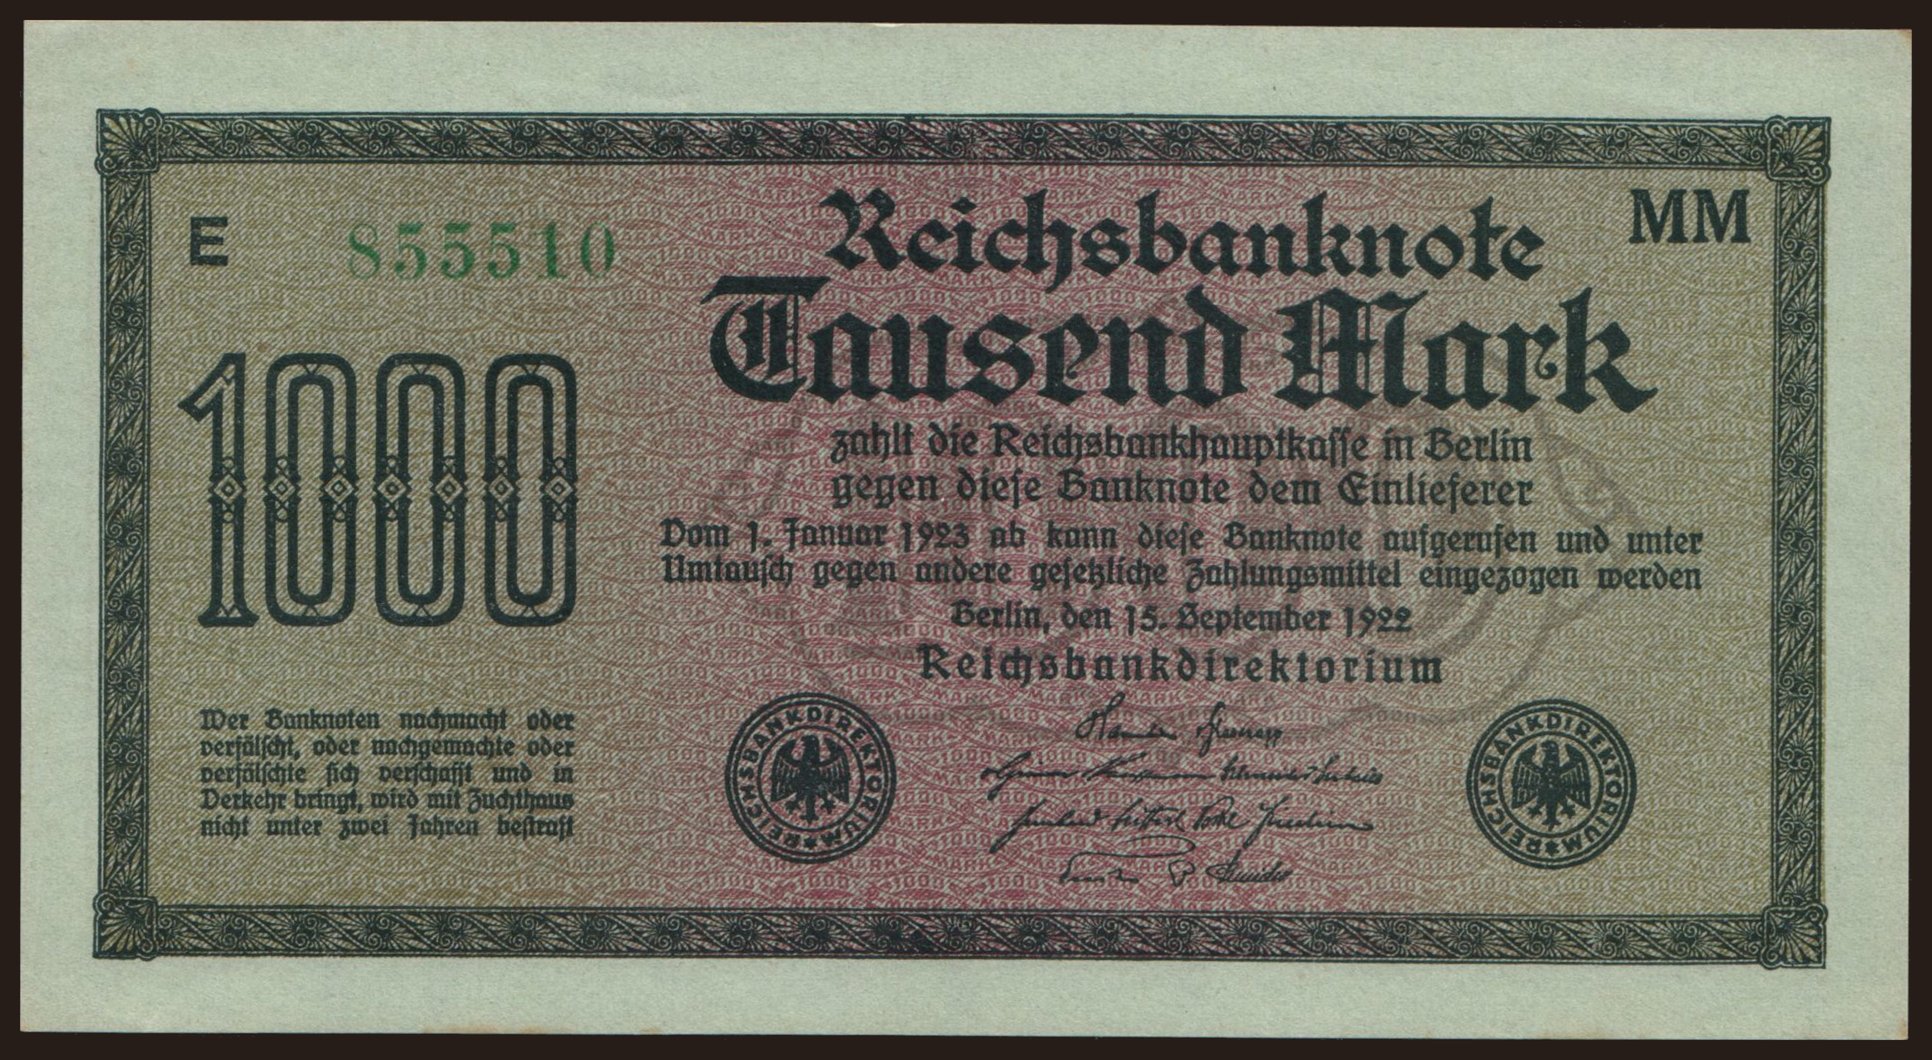 E 855510
MM
Reichsbanknote
Tausend Mark
1000
zahlt die Reichsbankhauptkasse in Berlin
gegen diese Banknote dem Einlieferer
Vom 1. Januar 1923 ab kann diese Banknote aufgerufen und unter
Umtausch gegen andere gesetzliche Zahlungsmittel eingezogen werden
Berlin, den 15. September 1922
Reichsbankdirektorium
Wer Banknoten nachmacht oder
verfälscht, oder nachgemachte oder
verfälschte sich verschafft und in
Verkehr bringt, wird mit Zuchthaus
nicht unter zwei Jahren bestraft
REICHSBANKDIREKTORIUM
REICHSBANKDIREKTORIUM